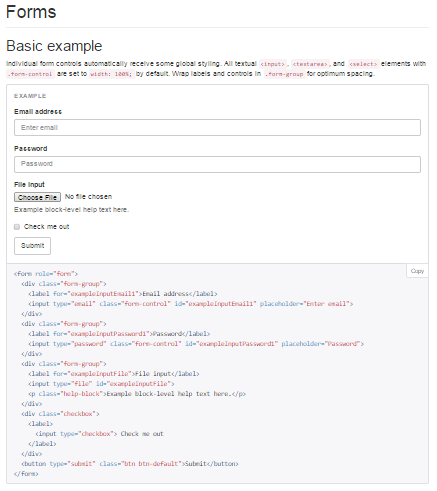 Forms
Basic example
Individual form controls automatically receive some global styling. All textual <input>, <textarea>, and <select> elements with
.form-control are set to width: 100%; by default. Wrap labels and controls in .form-group for optimum spacing.
EXAMPLE
Email address
Enter email
Password
Password
File input
Choose File No file chosen
Example block-level help text here.
Check me out
Submit
Copy
<form role="form">
<div class="form-group">
<label for="exampleInputEmail1">Email address</label>
<input type="email" class="form-control" id="exampleInputEmail1" placeholder="Enter email">
</div>
<div class="form-group">
<label for="exampleInputPassword1">Password</label>
<input type="password" class="form-control" id="exampleInputPassword1" placeholder="Password">
</div>
<div class="form-group">
<label for="exampleInputFile">File input</label>
<input type="file" id="exampleInputFile">
<p class="help-block">Example block-level help text here.</p>
</div>
<div class="checkbox">
<label>
<input type="checkbox"> Check me out
</label>
</div>
<button type="submit" class="btn btn-default">Submit</button>
</form>